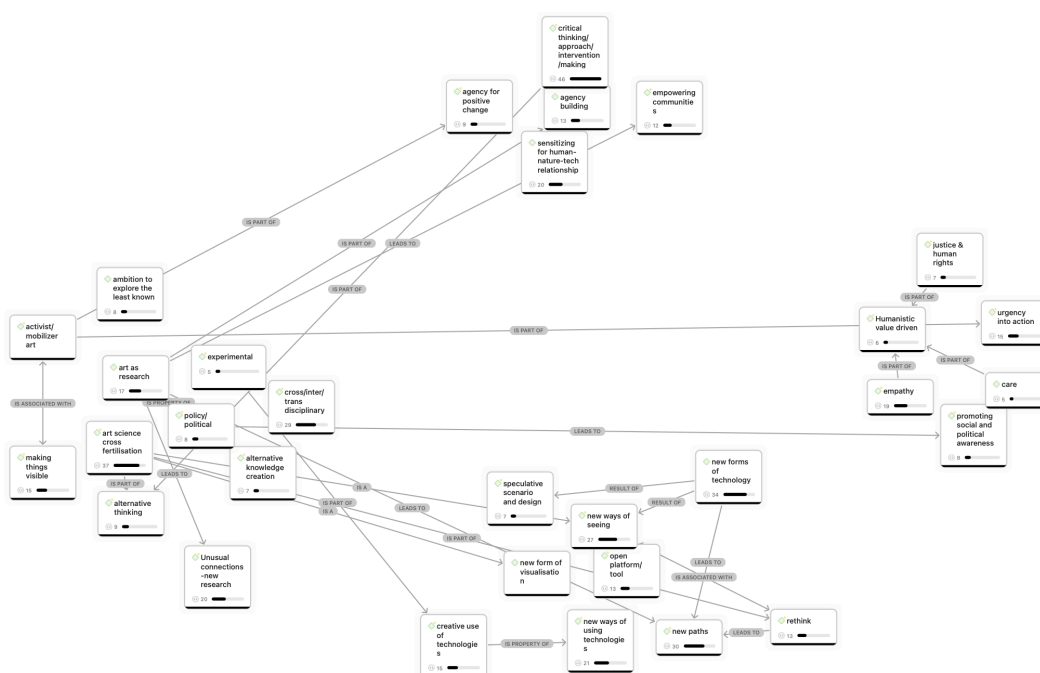 critical
thinking/
approach/
intervention
/making
46
agency for
positive
change
9
agency
building
13
empowering
communitie
s
12
sensitizing
for human-
nature-tech
relationship
20
IS PART OF
IS PART OF
LEADS TO
IS PART OF
justice &
human
rights
7
IS PART OF
ambition to
explore the
least known
8
activist/
mobilizer
art
IS PART OF
Humanistic
value driven
6
urgency
into action
15
IS PART OF
IS PART OF
art as
research
17
experimental
5
cross/inter/
trans
disciplinary
29
empathy
19
care
5
IS ASSOCIATED WITH
IS PROPERTY OF
policy/
political
8
LEADS TO
promoting
social and
political
awareness
8
art science
cross
fertilisation
37
making
things
visible
15
alternative
knowledge
creation
7
LEADS TO
IS PART OF
alternative
thinking
9
IS A
IS PART OF
IS A
LEADS TO
IS PART OF
speculative
scenario
and design
7
RESULT OF
RESULT OF
new forms
of
technology
34
new ways of
seeing
27
Unusual
connections
-new
research
20
new form of
visualisatio
n
open
platform/
tool
13
LEADS TO
IS ASSOCIATED WITH
creative use
of
technologie
s
15
IS PROPERTY OF
new ways of
using
technologie
s
21
new paths
30
LEADS TO
rethink
13